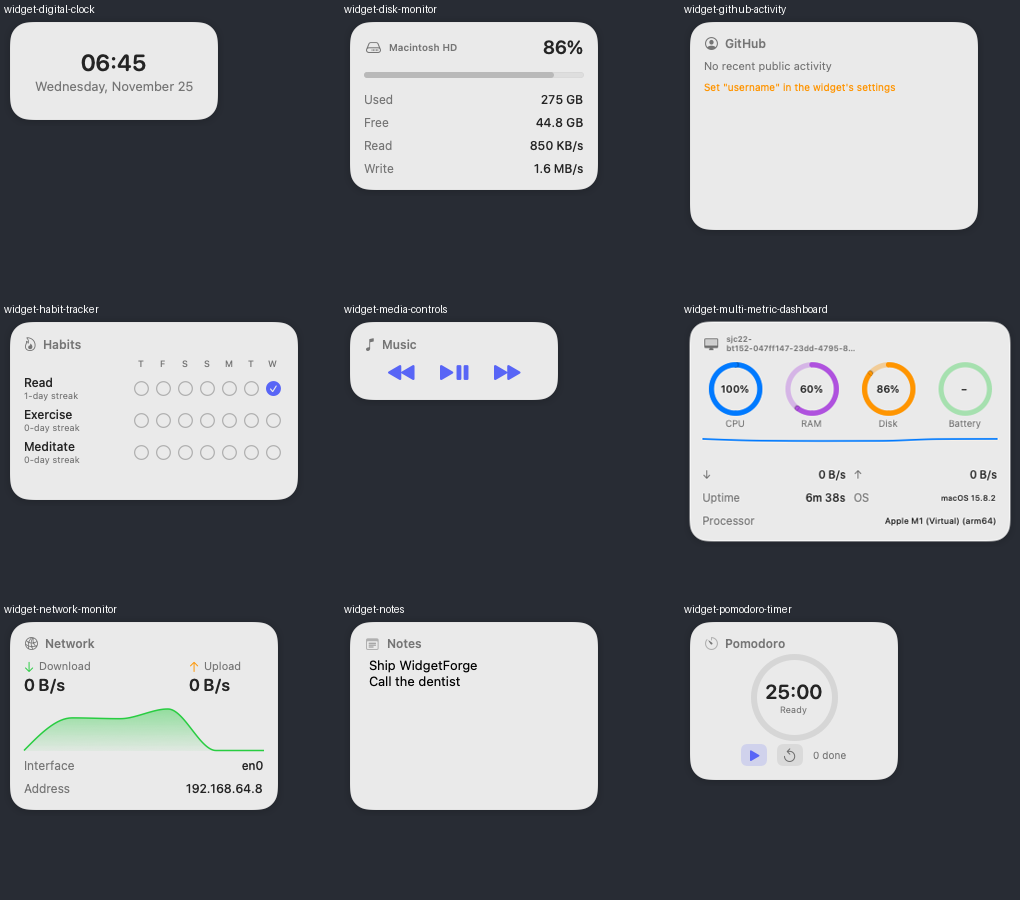 widget-digital-clock
06:45
Wednesday, November 25
widget-disk-monitor
Macintosh HD 86%
Used 275 GB
Free 44.8 GB
Read 850 KB/s
Write 1.6 MB/s
widget-github-activity
GitHub
No recent public activity
Set "username" in the widget's settings
widget-habit-tracker
Habits
T F S S M T W
Read
1-day streak
Exercise
0-day streak
Meditate
0-day streak
widget-media-controls
Music
widget-multi-metric-dashboard
sjc22-
bt152-047ff147-23dd-4795-8...
100% 60% 86% –
CPU RAM Disk Battery
↓ 0 B/s ↑ 0 B/s
Uptime 6m 38s OS macOS 15.8.2
Processor Apple M1 (Virtual) (arm64)
widget-network-monitor
Network
↓ Download ↑ Upload
0 B/s 0 B/s
Interface en0
Address 192.168.64.8
widget-notes
Notes
Ship WidgetForge
Call the dentist
widget-pomodoro-timer
Pomodoro
25:00
Ready
0 done